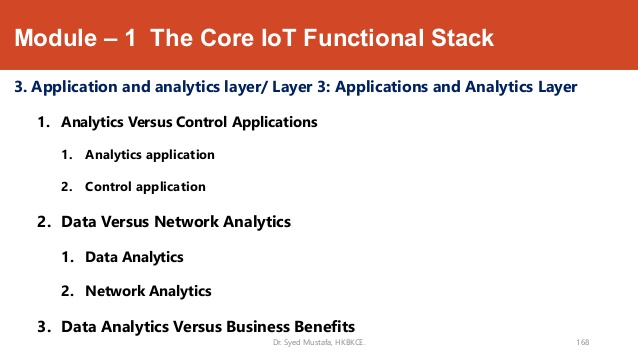 Module – 1 The Core IoT Functional Stack
3. Application and analytics layer/ Layer 3: Applications and Analytics Layer
1. Analytics Versus Control Applications
1. Analytics application
2. Control application
2. Data Versus Network Analytics
1. Data Analytics
2. Network Analytics
3. Data Analytics Versus Business Benefits
Dr. Syed Mustafa, HKBKCE. 168